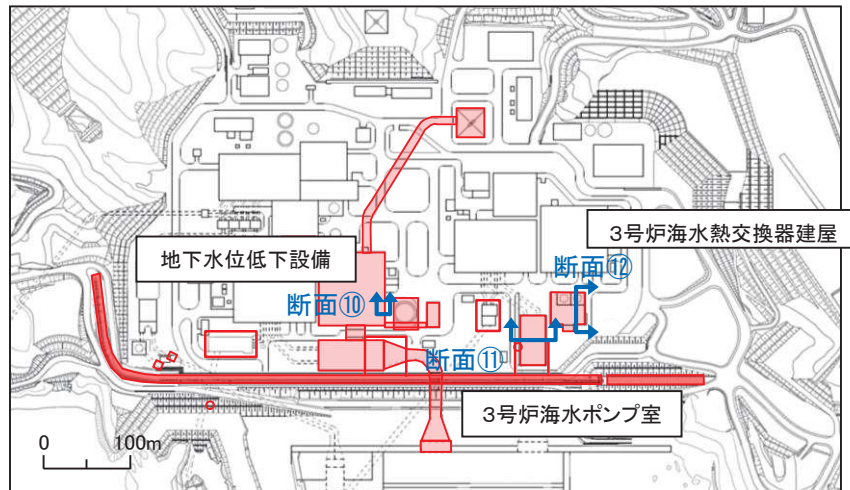 3号炉海水熱交換器建屋
地下水位低下設備
断面⑫
断面⑩
断面⑪
3号炉海水ポンプ室
0 100m